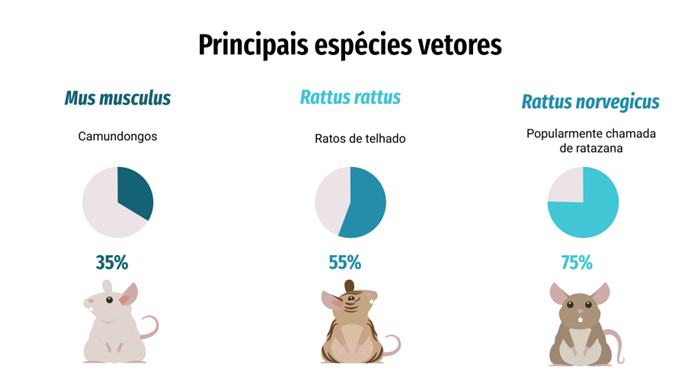 Principais espécies vetores
Mus musculus
Camundongos
35%
Rattus rattus
Ratos de telhado
55%
Rattus norvegicus
Popularmente chamada
de ratazana
75%